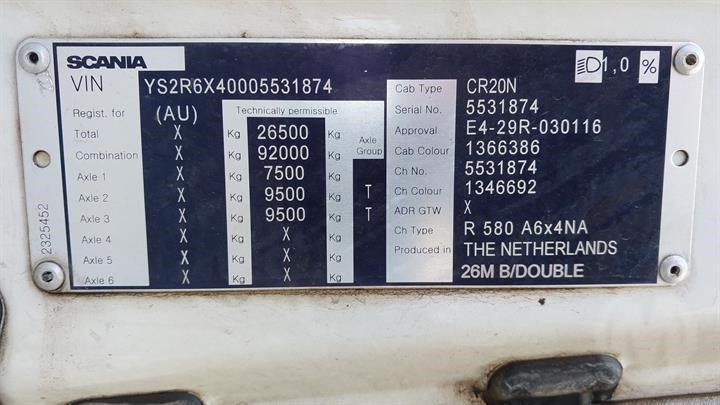 SCANIA
VIN YS2R6X40005531874
Regist. for (AU) Technically permissible
Total X Kg 26500 Kg Axle Group
Combination X Kg 92000 Kg
Axle 1 X Kg 7500 Kg
Axle 2 X Kg 9500 Kg T
Axle 3 X Kg 9500 Kg T
Axle 4 X Kg X Kg
Axle 5 X Kg X Kg
Axle 6 X Kg X Kg
1,0 %
Cab Type CR20N
Serial No. 5531874
Approval E4-29R-030116
Cab Colour 1366386
Ch No. 5531874
Ch Colour 1346692
ADR GTW X
Ch Type R 580 A6x4NA
Produced in THE NETHERLANDS
26M B/DOUBLE
2325452